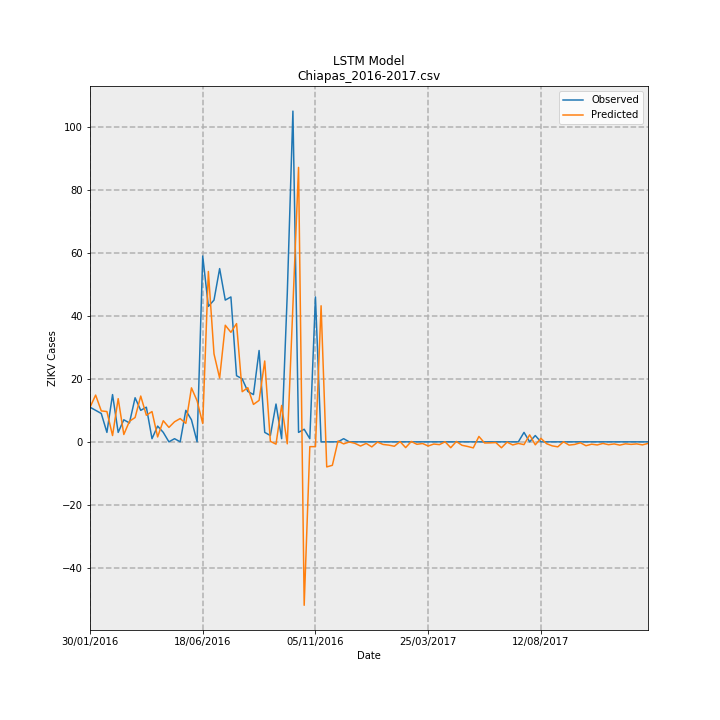 LSTM Model
Chiapas_2016-2017.csv
Observed
Predicted
100
80
60
40
20
0
−20
−40
ZIKV Cases
30/01/2016
18/06/2016
05/11/2016
25/03/2017
12/08/2017
Date